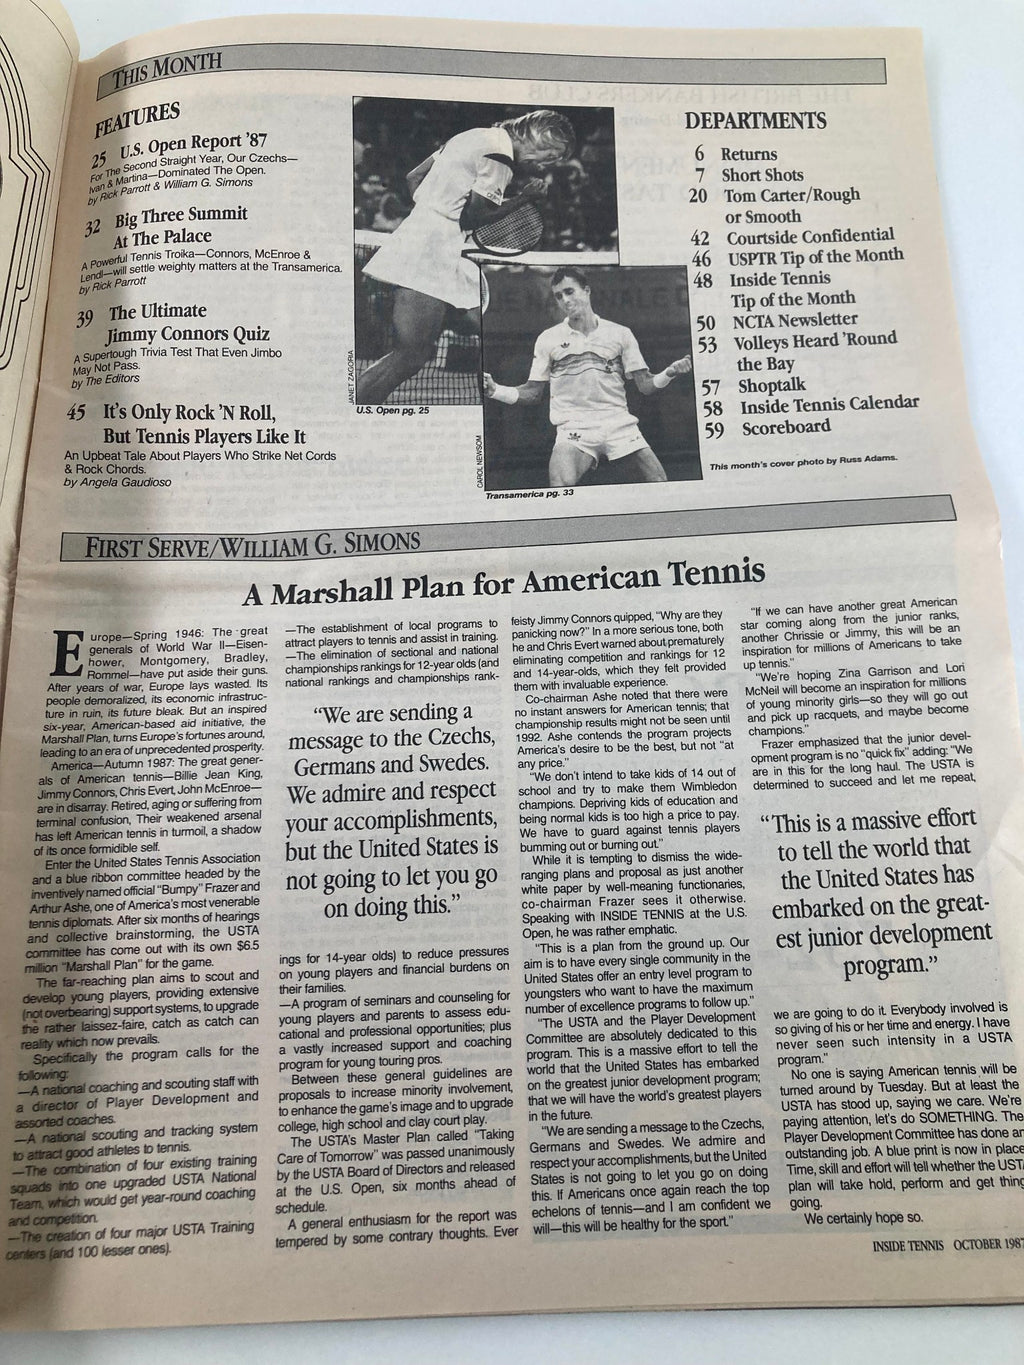 THIS MONTH
FEATURES
25 U.S. Open Report '87
For The Second Straight Year, Our Czechs—
Ivan & Martina—Dominated The Open.
by Rick Parrott & William G. Simons
32 Big Three Summit
At The Palace
A Powerful Tennis Troika—Connors, McEnroe &
Lendl—will settle weighty matters at the Transamerica.
by Rick Parrott
39 The Ultimate
Jimmy Connors Quiz
A Supertough Trivia Test That Even Jimbo
May Not Pass.
by The Editors
45 It's Only Rock 'N Roll,
But Tennis Players Like It
An Upbeat Tale About Players Who Strike Net Cords
& Rock Chords.
by Angela Gaudioso
JANET ZAGORIA
U.S. Open pg. 25
CAROL NEWSOM
Transamerica pg. 33
DEPARTMENTS
6 Returns
7 Short Shots
20 Tom Carter/Rough
or Smooth
42 Courtside Confidential
46 USPTR Tip of the Month
48 Inside Tennis
Tip of the Month
50 NCTA Newsletter
53 Volleys Heard 'Round
the Bay
57 Shoptalk
58 Inside Tennis Calendar
59 Scoreboard
This month's cover photo by Russ Adams.
FIRST SERVE/WILLIAM G. SIMONS
A Marshall Plan for American Tennis
Europe—Spring 1946: The great
generals of World War II—Eisen-
hower, Montgomery, Bradley,
Rommel—have put aside their guns.
After years of war, Europe lays wasted. Its
people demoralized, its economic infrastruc-
ture in ruin, its future bleak. But an inspired
six-year, American-based aid initiative, the
Marshall Plan, turns Europe's fortunes around,
leading to an era of unprecedented prosperity.
America—Autumn 1987: The great gener-
als of American tennis—Billie Jean King,
Jimmy Connors, Chris Evert, John McEnroe—
are in disarray. Retired, aging or suffering from
terminal confusion, Their weakened arsenal
has left American tennis in turmoil, a shadow
of its once formidible self.
Enter the United States Tennis Association
and a blue ribbon committee headed by the
inventively named official "Bumpy" Frazer and
Arthur Ashe, one of America's most venerable
tennis diplomats. After six months of hearings
and collective brainstorming, the USTA
committee has come out with its own $6.5
million "Marshall Plan" for the game.
The far-reaching plan aims to scout and
develop young players, providing extensive
(not overbearing) support systems, to upgrade
the rather laissez-faire, catch as catch can
reality which now prevails.
Specifically the program calls for the
following:
—A national coaching and scouting staff with
a director of Player Development and
assorted coaches.
—A national scouting and tracking system
to attract good athletes to tennis.
—The combination of four existing training
squads into one upgraded USTA National
Team, which would get year-round coaching
and competition.
—The creation of four major USTA Training
centers (and 100 lesser ones).
—The establishment of local programs to
attract players to tennis and assist in training.
—The elimination of sectional and national
championships rankings for 12-year olds (and
national rankings and championships rank-
"We are sending a
message to the Czechs,
Germans and Swedes.
We admire and respect
your accomplishments,
but the United States is
not going to let you go
on doing this."
ings for 14-year olds) to reduce pressures
on young players and financial burdens on
their families.
—A program of seminars and counseling for
young players and parents to assess edu-
cational and professional opportunities; plus
a vastly increased support and coaching
program for young touring pros.
Between these general guidelines are
proposals to increase minority involvement,
to enhance the game's image and to upgrade
college, high school and clay court play.
The USTA's Master Plan called "Taking
Care of Tomorrow" was passed unanimously
by the USTA Board of Directors and released
at the U.S. Open, six months ahead of
schedule.
A general enthusiasm for the report was
tempered by some contrary thoughts. Ever
feisty Jimmy Connors quipped, "Why are they
panicking now?" In a more serious tone, both
he and Chris Evert warned about prematurely
eliminating competition and rankings for 12
and 14-year-olds, which they felt provided
them with invaluable experience.
Co-chairman Ashe noted that there were
no instant answers for American tennis; that
championship results might not be seen until
1992. Ashe contends the program projects
America's desire to be the best, but not "at
any price."
"We don't intend to take kids of 14 out of
school and try to make them Wimbledon
champions. Depriving kids of education and
being normal kids is too high a price to pay.
We have to guard against tennis players
bumming out or burning out."
While it is tempting to dismiss the wide-
ranging plans and proposal as just another
white paper by well-meaning functionaries,
co-chairman Frazer sees it otherwise.
Speaking with INSIDE TENNIS at the U.S.
Open, he was rather emphatic.
"This is a plan from the ground up. Our
aim is to have every single community in the
United States offer an entry level program to
youngsters who want to have the maximum
number of excellence programs to follow up."
"The USTA and the Player Development
Committee are absolutely dedicated to this
program. This is a massive effort to tell the
world that the United States has embarked
on the greatest junior development program;
that we will have the world's greatest players
in the future.
"We are sending a message to the Czechs,
Germans and Swedes. We admire and
respect your accomplishments, but the United
States is not going to let you go on doing
this. If Americans once again reach the top
echelons of tennis—and I am confident we
will—this will be healthy for the sport."
"If we can have another great American
star coming along from the junior ranks,
another Chrissie or Jimmy, this will be an
inspiration for millions of Americans to take
up tennis."
"We're hoping Zina Garrison and Lori
McNeil will become an inspiration for millions
of young minority girls—so they will go out
and pick up racquets, and maybe become
champions."
Frazer emphasized that the junior devel-
opment program is no "quick fix" adding: "We
are in this for the long haul. The USTA is
determined to succeed and let me repeat,
"This is a massive effort
to tell the world that
the United States has
embarked on the great-
est junior development
program."
we are going to do it. Everybody involved is
so giving of his or her time and energy. I have
never seen such intensity in a USTA
program."
No one is saying American tennis will be
turned around by Tuesday. But at least the
USTA has stood up, saying we care. We're
paying attention, let's do SOMETHING. The
Player Development Committee has done an
outstanding job. A blue print is now in place.
Time, skill and effort will tell whether the USTA
plan will take hold, perform and get thing
going.
We certainly hope so.
INSIDE TENNIS OCTOBER 1987